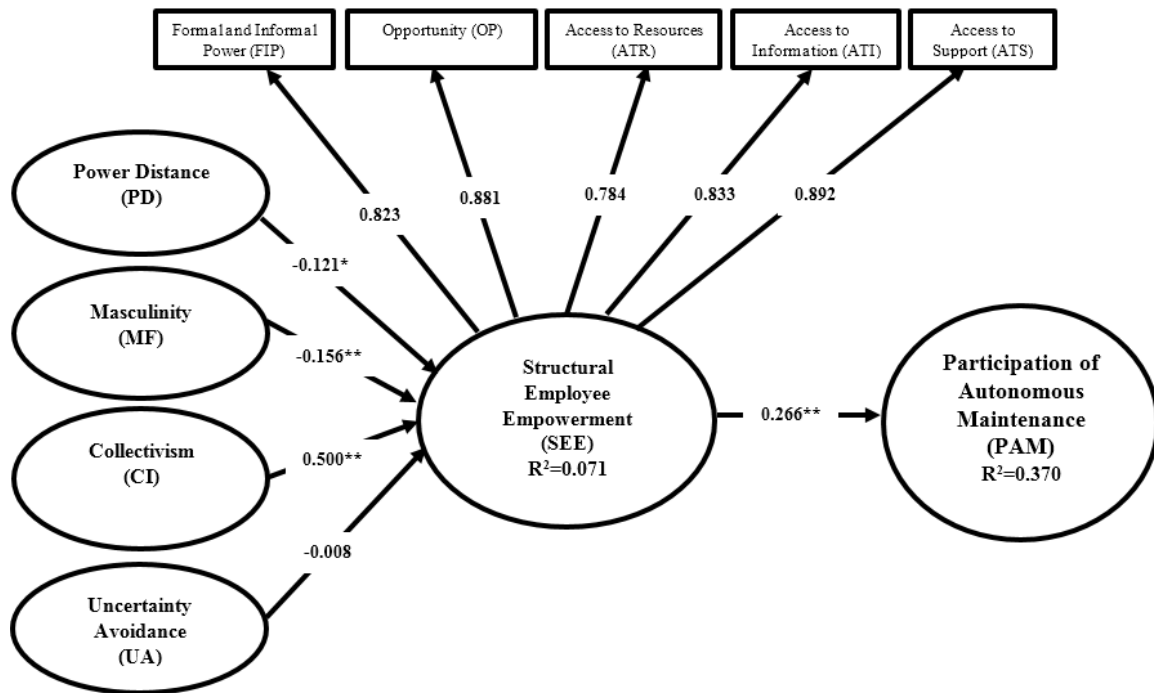 Formal and Informal
Power (FIP)
Opportunity (OP)
Access to Resources
(ATR)
Access to
Information (ATI)
Access to
Support (ATS)
0.823
0.881
0.784
0.833
0.892
Power Distance
(PD)
-0.121*
Masculinity
(MF)
-0.156**
Collectivism
(CI)
0.500**
Uncertainty
Avoidance
(UA)
-0.008
Structural
Employee
Empowerment
(SEE)
R²=0.071
0.266**
Participation of
Autonomous
Maintenance
(PAM)
R²=0.370